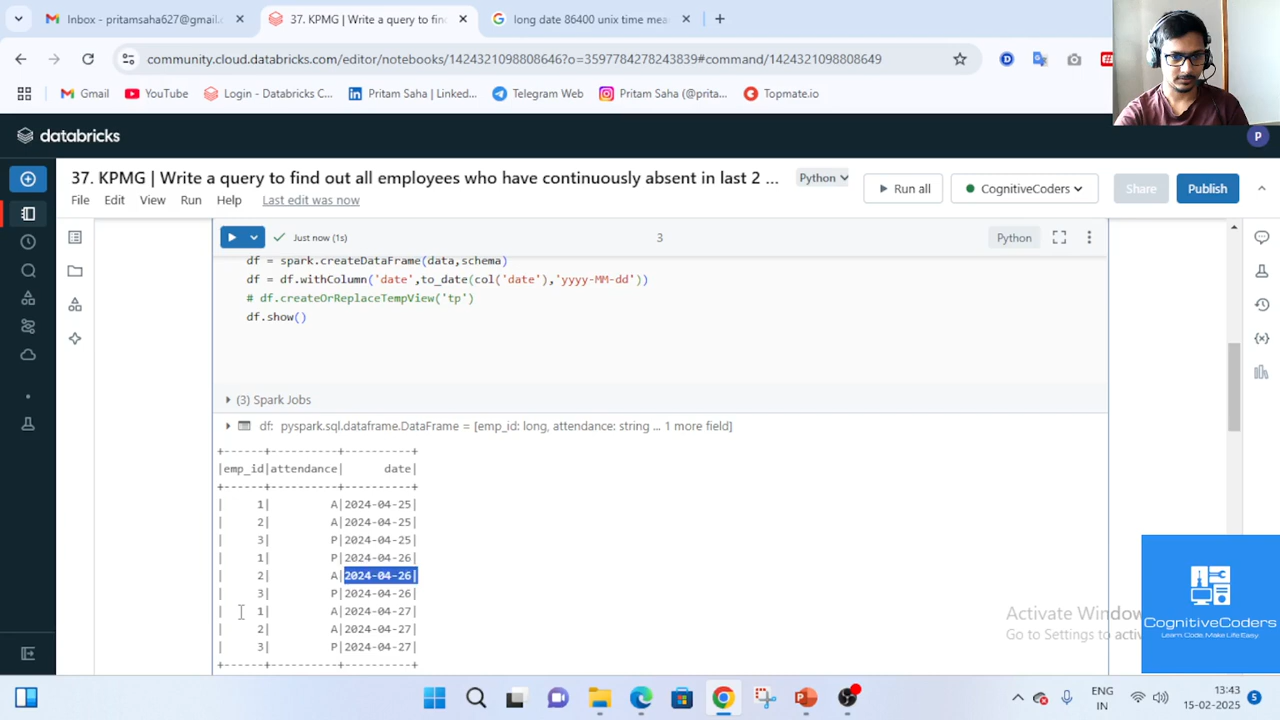 Inbox - pritamsaha627@gmail.c
37. KPMG | Write a query to fin
long date 86400 unix time mea
community.cloud.databricks.com/editor/notebooks/1424321098808646?o=3597784278243839#command/1424321098808649
Gmail
YouTube
Login - Databricks C...
Pritam Saha | Linked...
Telegram Web
Pritam Saha (@prita...
Topmate.io
databricks
P
37. KPMG | Write a query to find out all employees who have continuously absent in last 2 ...
Python
Run all
CognitiveCoders
Share
Publish
File Edit View Run Help Last edit was now
Just now (1s)
3
Python
df = spark.createDataFrame(data,schema)
df = df.withColumn('date',to_date(col('date'),'yyyy-MM-dd'))
# df.createOrReplaceTempView('tp')
df.show()
(3) Spark Jobs
df: pyspark.sql.dataframe.DataFrame = [emp_id: long, attendance: string ... 1 more field]
+------+----------+----------+
|emp_id|attendance| date|
+------+----------+----------+
| 1| A|2024-04-25|
| 2| A|2024-04-25|
| 3| P|2024-04-25|
| 1| P|2024-04-26|
| 2| A|2024-04-26|
| 3| P|2024-04-26|
| 1| A|2024-04-27|
| 2| A|2024-04-27|
| 3| P|2024-04-27|
+------+----------+----------+
Activate Window
Go to Settings to activ
CognitiveCoders
Learn Code, Make Life Easy
ENG
IN
13:43
15-02-2025
5